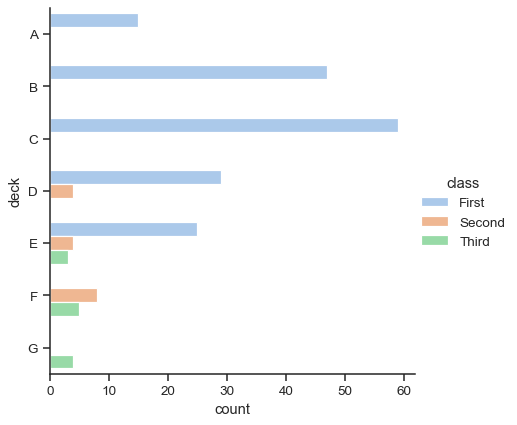 A
B
C
D
E
F
G
deck
0 10 20 30 40 50 60
count
class
First
Second
Third